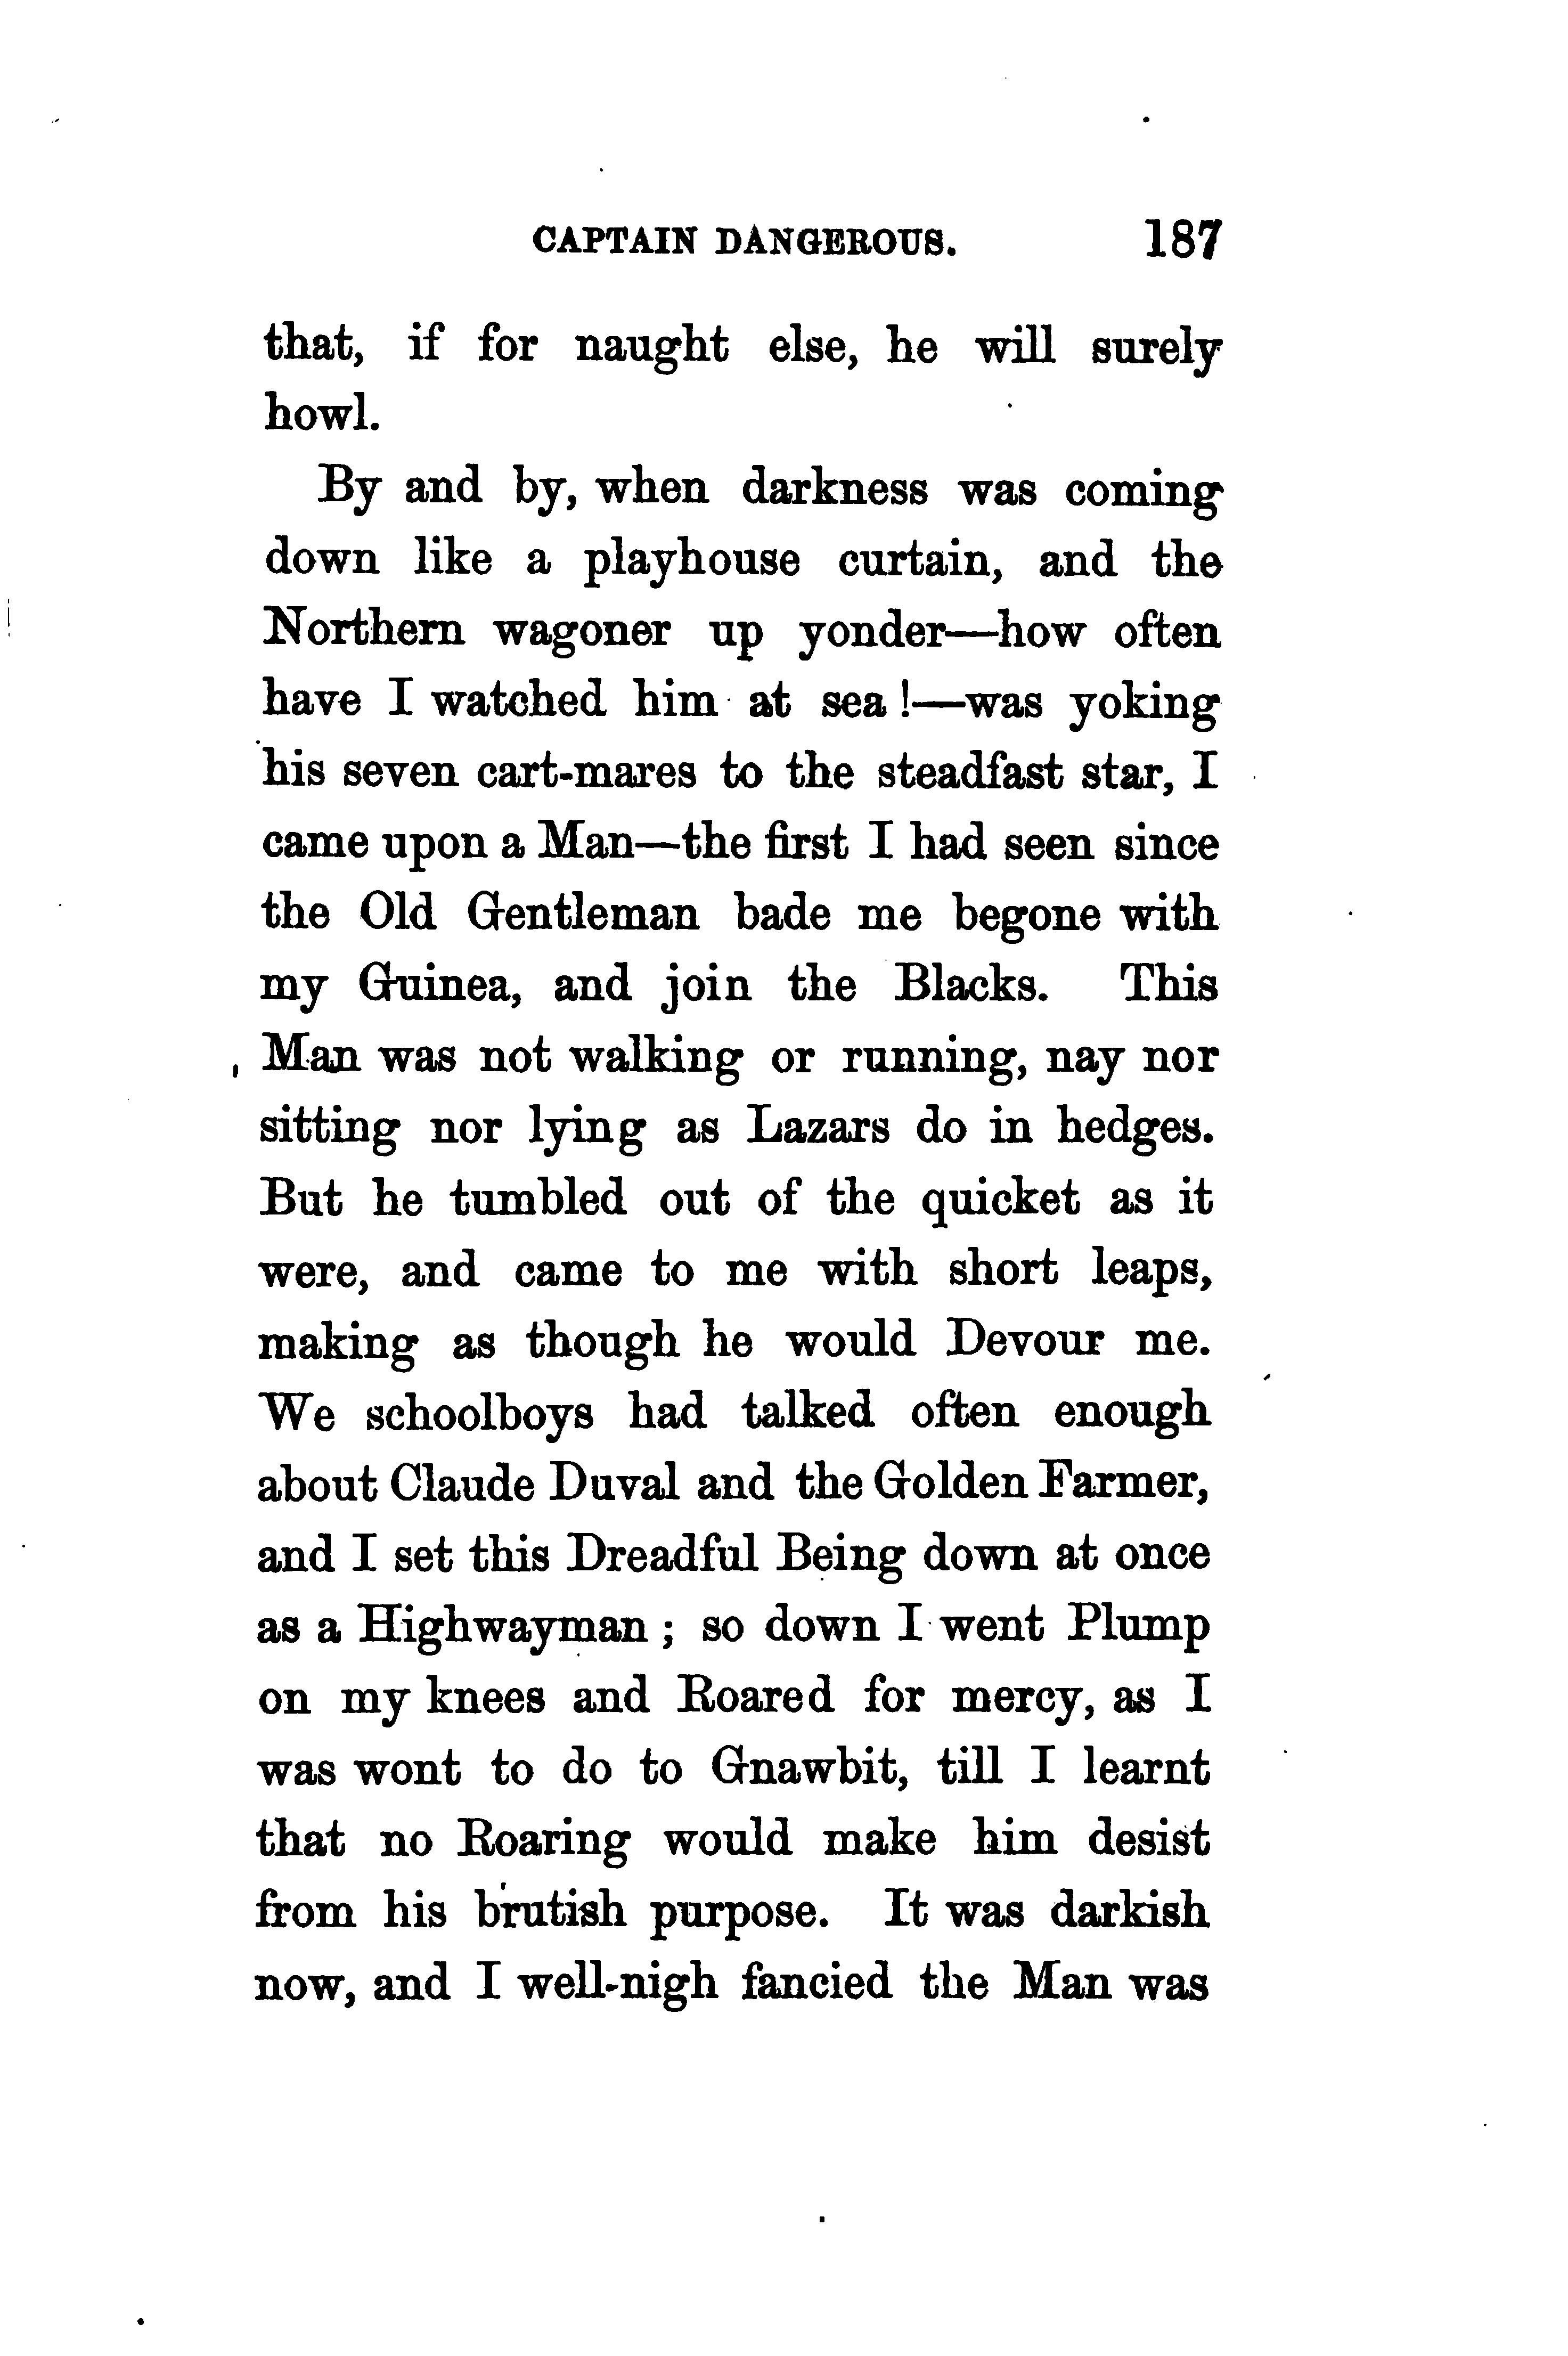 CAPTAIN DANGEROUS. 187
that, if for naught else, he will surely
howl.
By and by, when darkness was coming
down like a playhouse curtain, and the
Northern wagoner up yonder—how often
have I watched him at sea!—was yoking
his seven cart-mares to the steadfast star, I
came upon a Man—the first I had seen since
the Old Gentleman bade me begone with
my Guinea, and join the Blacks. This
Man was not walking or running, nay nor
sitting nor lying as Lazars do in hedges.
But he tumbled out of the quicket as it
were, and came to me with short leaps,
making as though he would Devour me.
We schoolboys had talked often enough
about Claude Duval and the Golden Farmer,
and I set this Dreadful Being down at once
as a Highwayman; so down I went Plump
on my knees and Roared for mercy, as I
was wont to do to Gnawbit, till I learnt
that no Roaring would make him desist
from his brutish purpose. It was darkish
now, and I well-nigh fancied the Man was